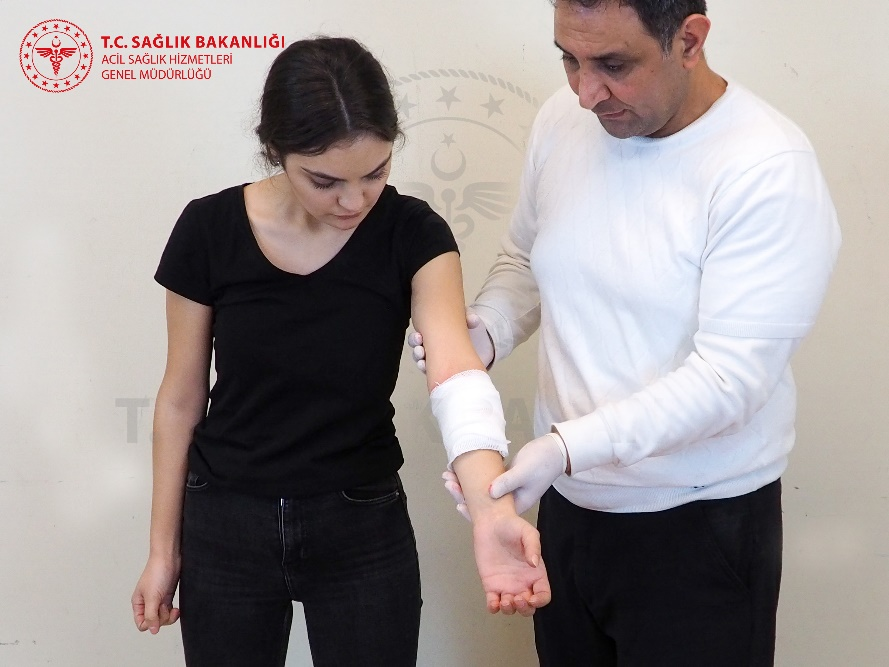 T.C. SAĞLIK BAKANLIĞI
ACİL SAĞLIK HİZMETLERİ
GENEL MÜDÜRLÜĞÜ